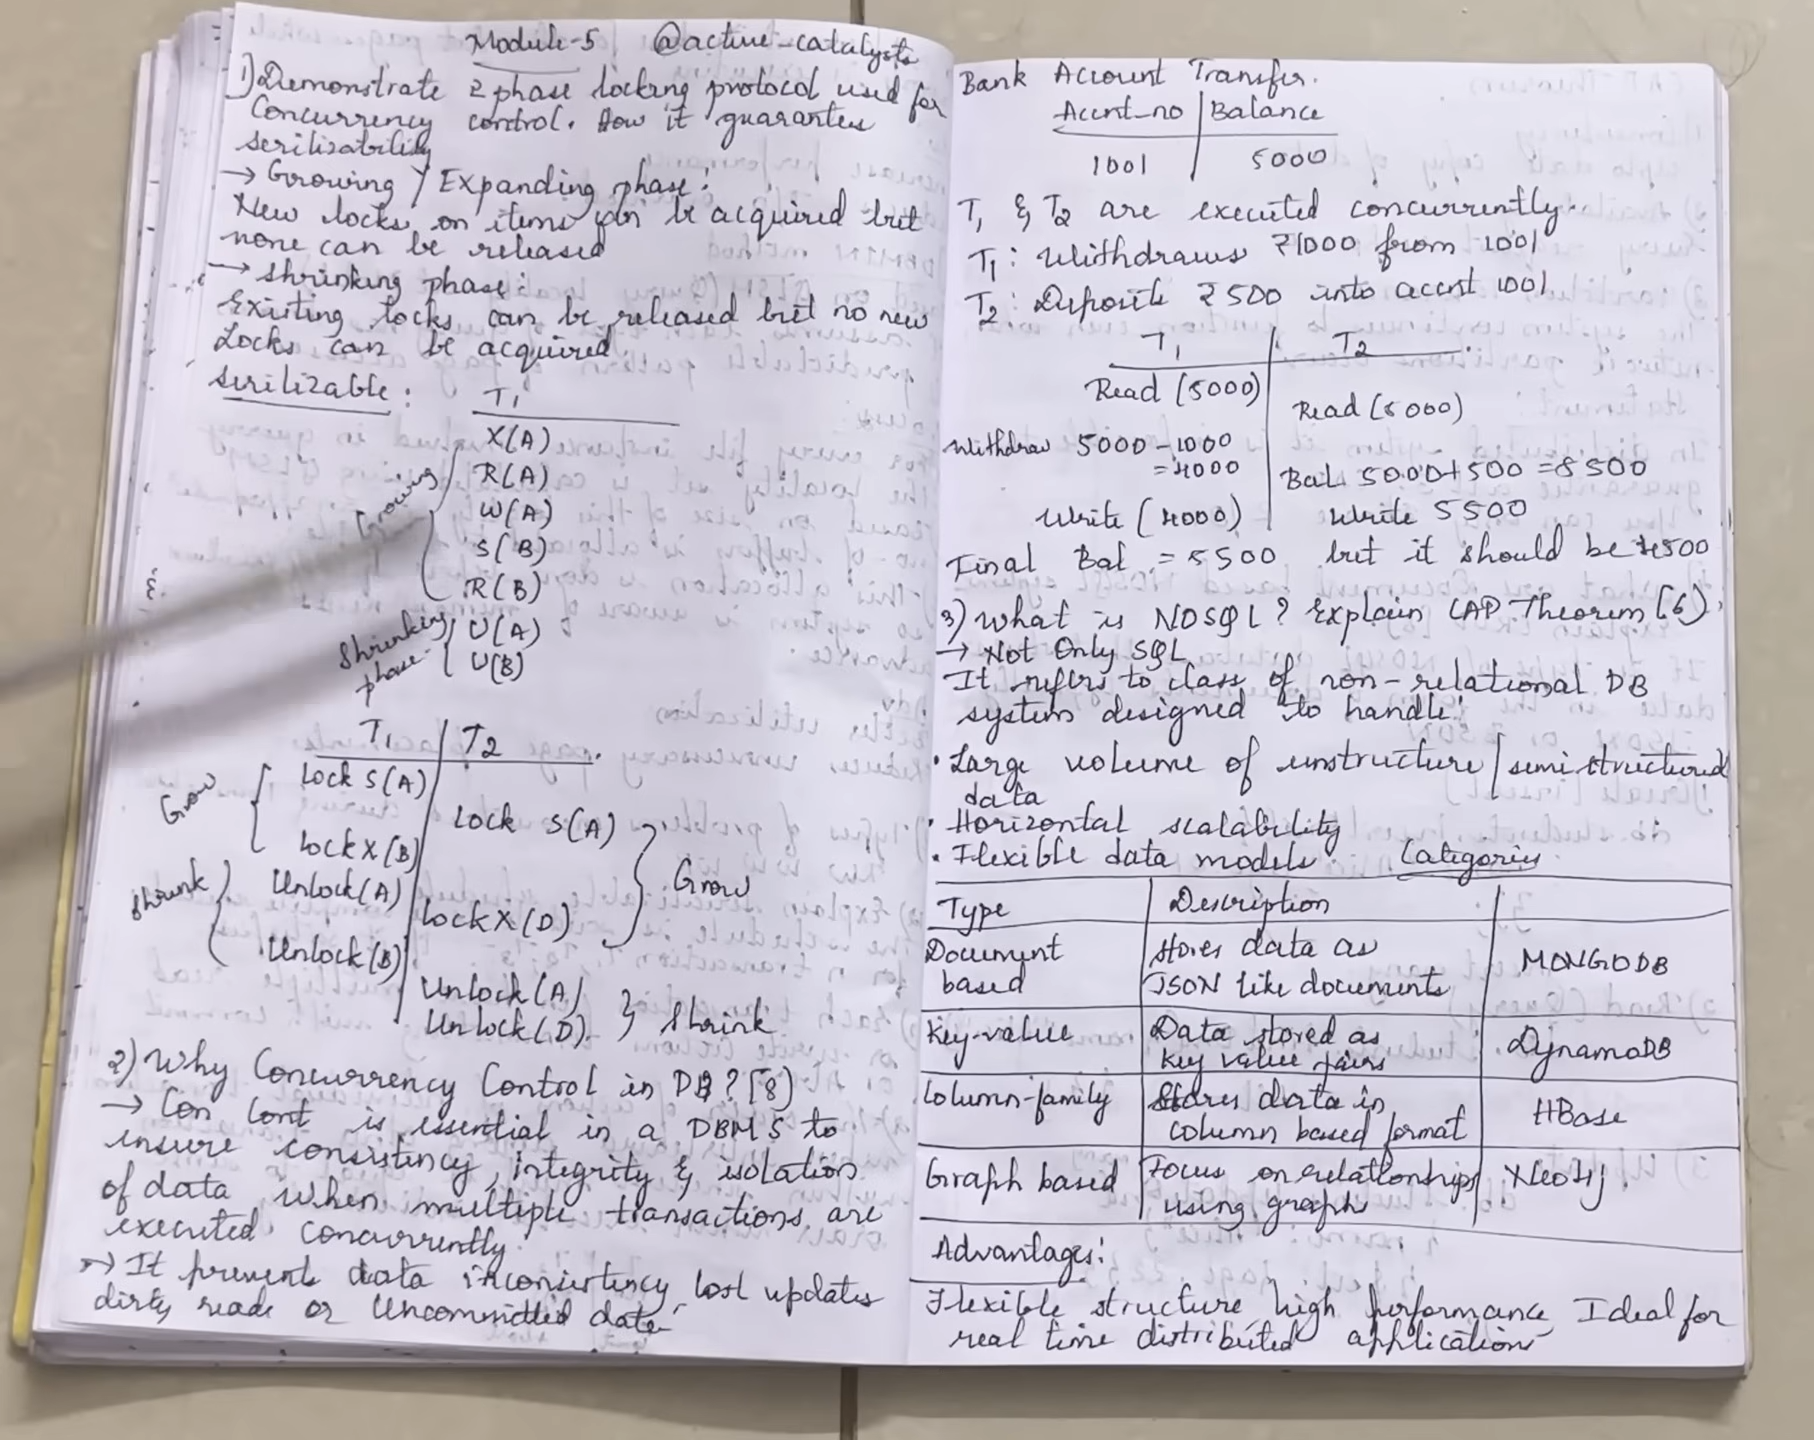 Module-5 @active-catalysts
1) Demonstrate 2 phase locking protocol used for
Concurrency control. How it guarantees
serilizability
→ Growing / Expanding phase:
New locks on items can be acquired but
none can be released
→ shrinking phase:
Existing locks can be released but no new
Locks can be acquired.
serilizable: T1
X(A)
R(A)
W(A)
S(B)
R(B)
Growing
U(A)
U(B)
Shrinking
phase
T1 T2
Grow
Lock S(A)
Lock S(A)
Lock X(B)
Grow
Shrink
Unlock(A)
Lock X(D)
Unlock(B)
Unlock(A)
Unlock(D) } Shrink
2) Why Concurrency Control in DB? [8)
→ Con Cont is essential in a DBMS to
ensure consistency, integrity & isolation
of data when multiple transactions are
executed concurrently.
→ It prevent data inconsistency, lost updates
dirty reads or Uncommitted data
Bank Account Transfer.
Accnt-no Balance
1001 5000
T1 & T2 are executed concurrently.
T1: Withdraws ₹1000 from 1001
T2: Deposits ₹500 into accnt 1001
T1 T2
Read (5000)
Read (5000)
Withdraw 5000 - 1000
= 4000
Bal 5000+500 = 5500
Write (4000) Write 5500
Final Bal = 5500 but it should be 4500
3) What is NOSQL? Explain CAP Theorem [6)
→ Not Only SQL
It refers to class of non-relational DB
system designed to handle:
• Large volume of unstructure / semi structured
data
• Horizontal scalability
• Flexible data models. Categories
Type Description
Document Stores data as MONGODB
based JSON like documents
Key-value Data stored as DynamoDB
key value pairs
Column-family Stores data in HBase
column based format
Graph based Focus on relationships Neo4j
using graphs
Advantages:
Flexible structure, high performance, Ideal for
real time distributed application